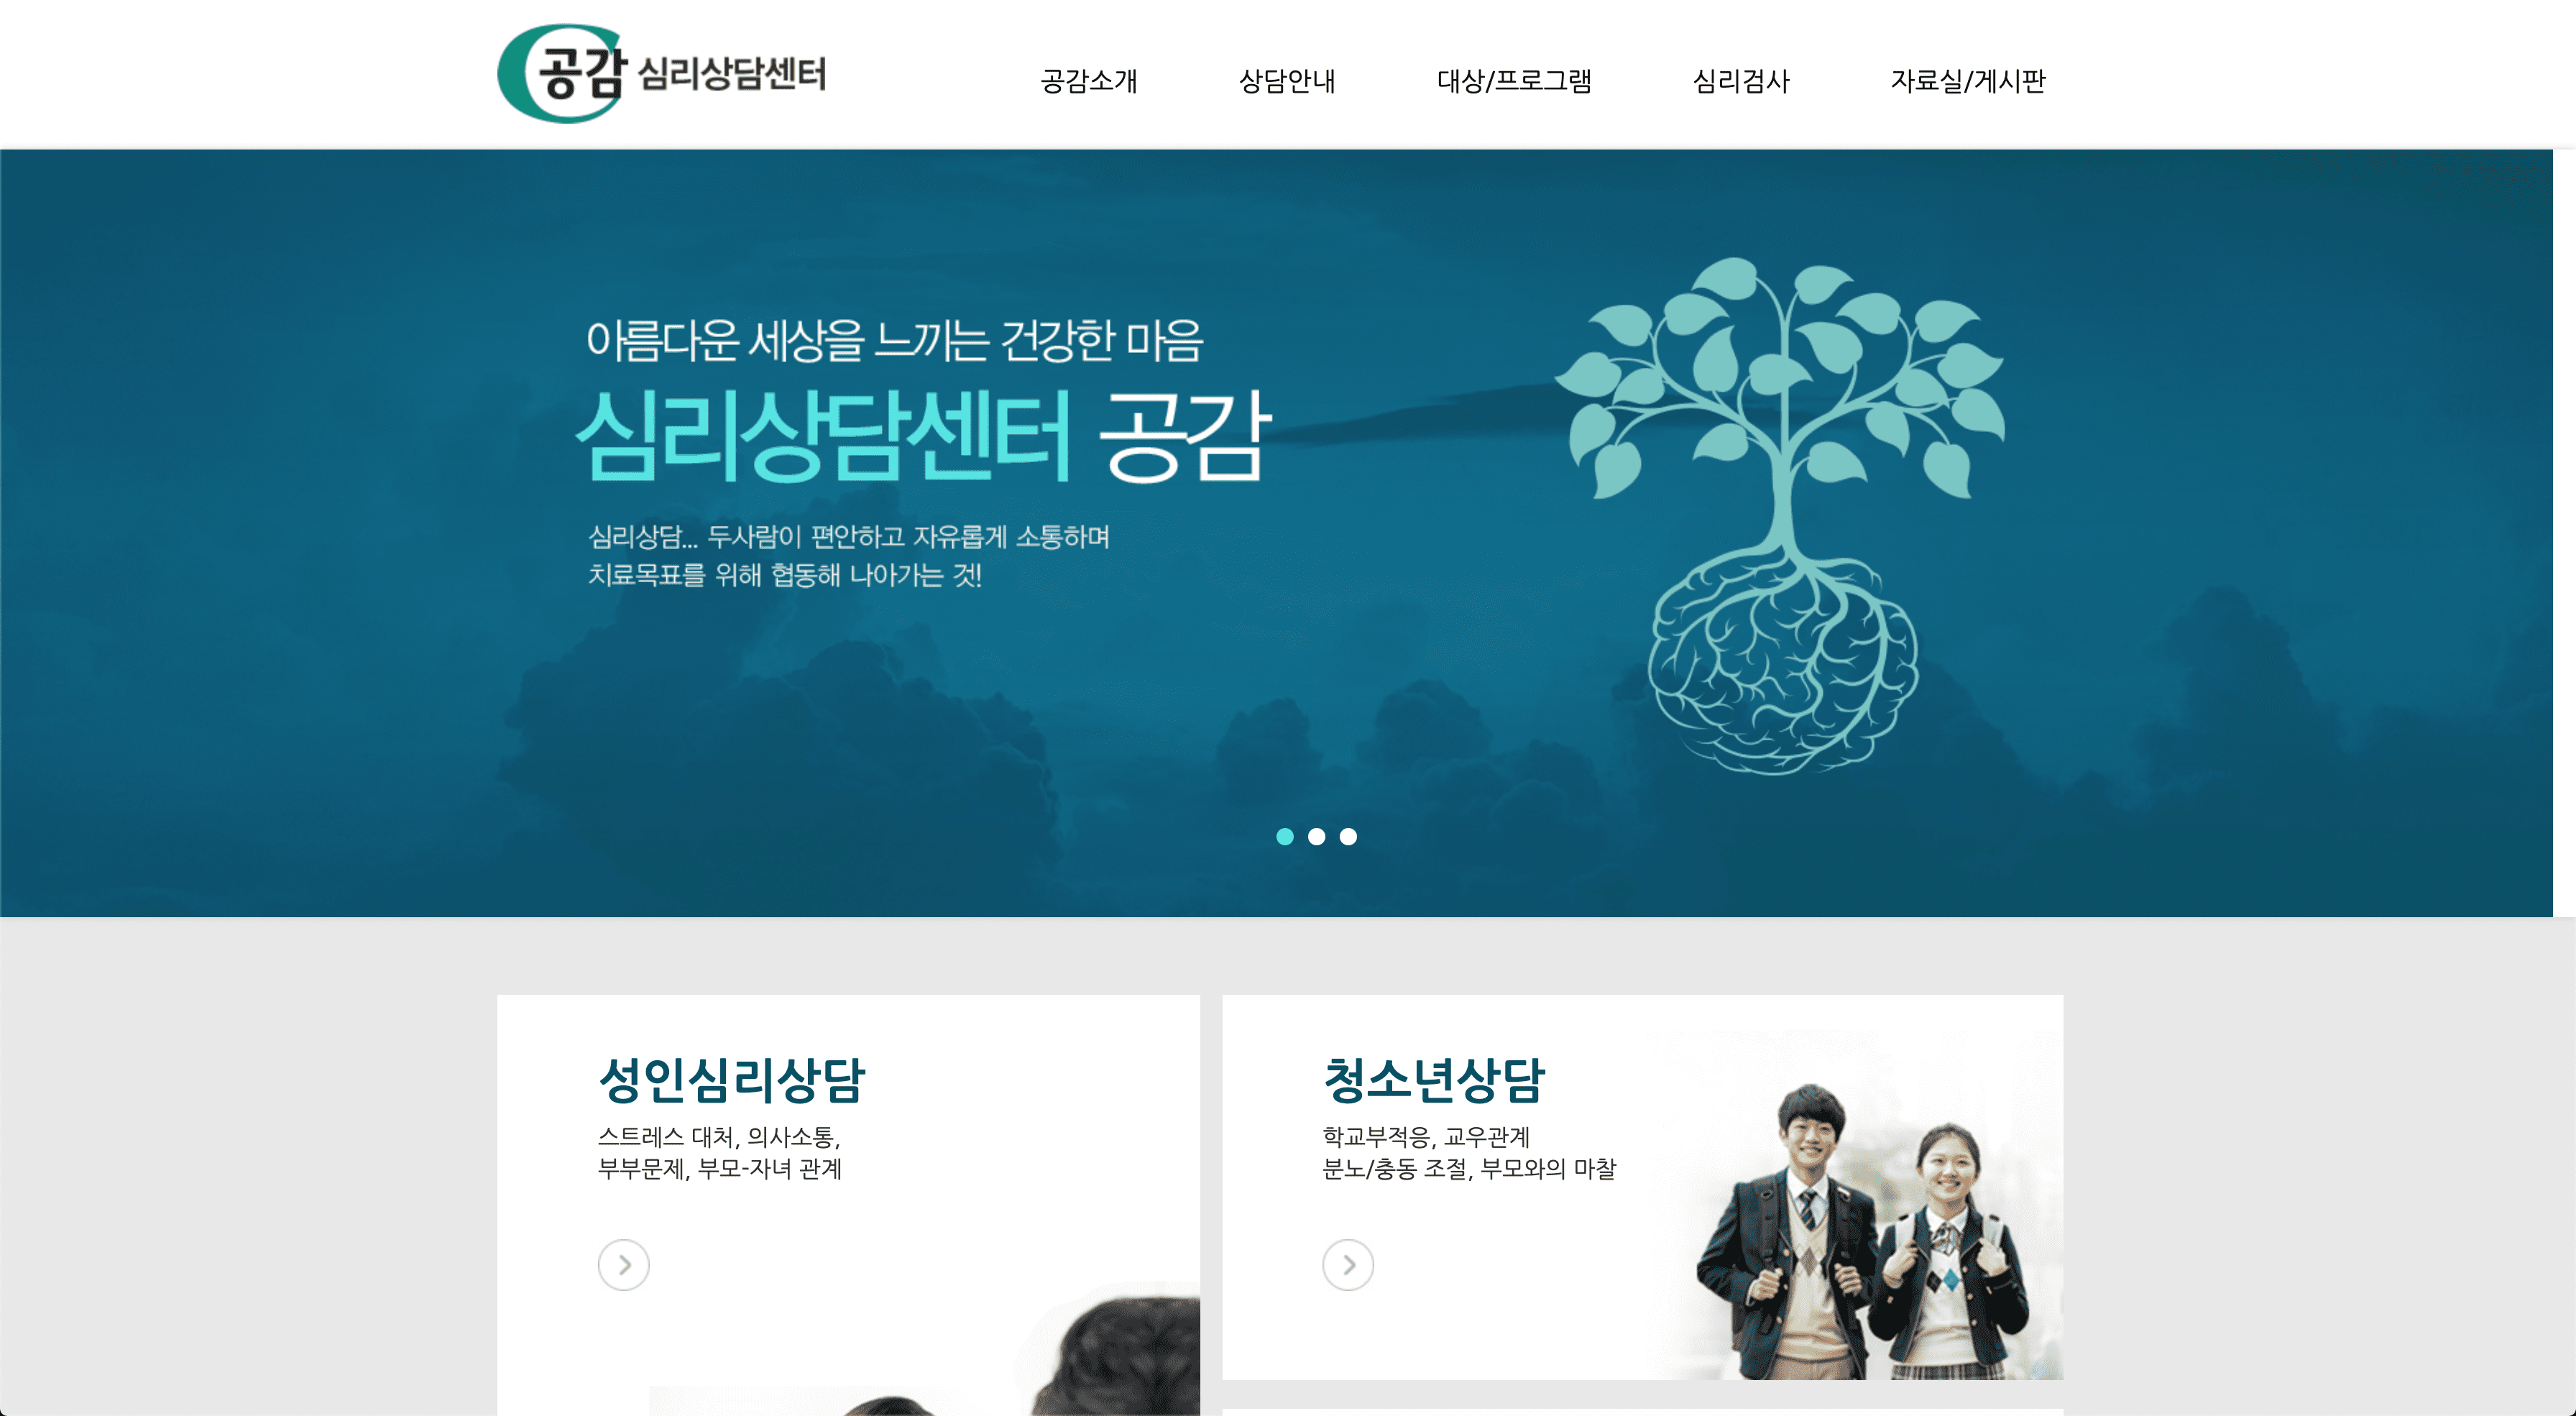 공감 심리상담센터
공감소개
상담안내
대상/프로그램
심리검사
자료실/게시판
아름다운 세상을 느끼는 건강한 마음
심리상담센터 공감
심리상담... 두사람이 편안하고 자유롭게 소통하며
치료목표를 위해 협동해 나아가는 것!
성인심리상담
스트레스 대처, 의사소통,
부부문제, 부모-자녀 관계
청소년상담
학교부적응, 교우관계
분노/충동 조절, 부모와의 마찰